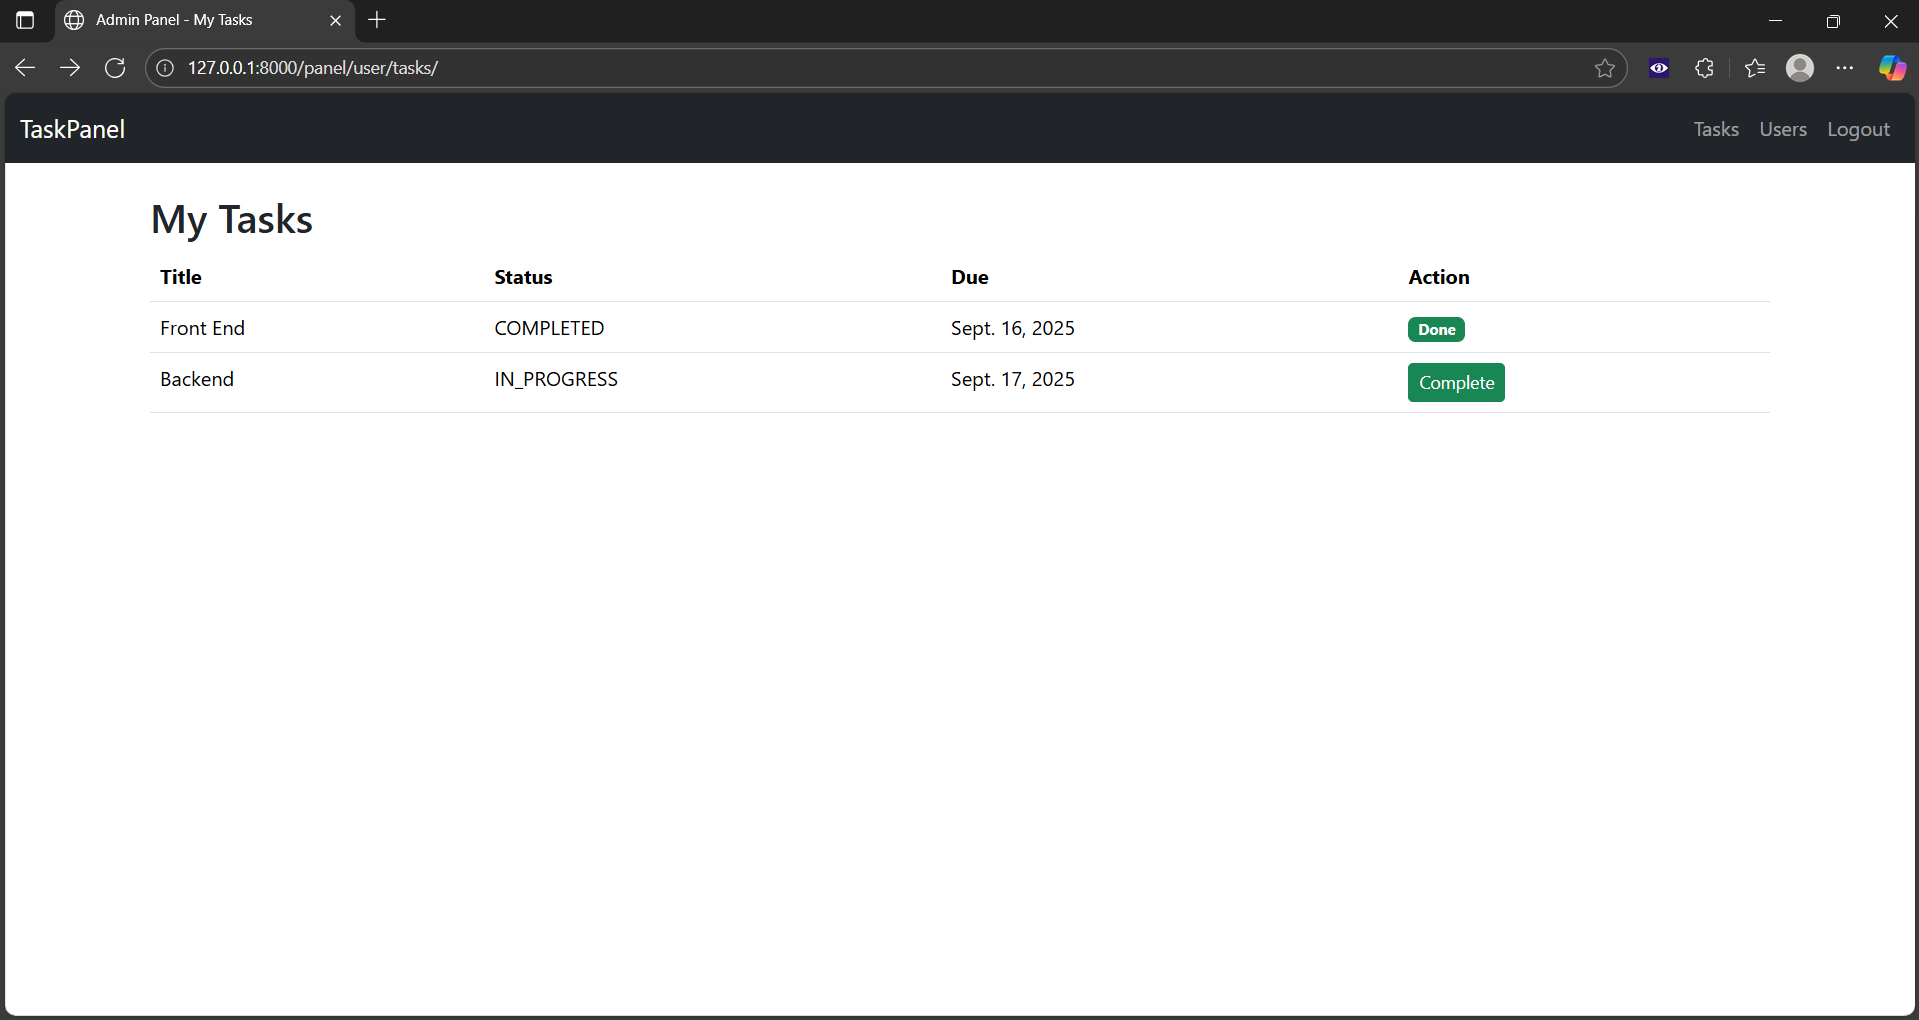 Admin Panel - My Tasks
127.0.0.1:8000/panel/user/tasks/
TaskPanel Tasks Users Logout
My Tasks
Title Status Due Action
Front End COMPLETED Sept. 16, 2025 Done
Backend IN_PROGRESS Sept. 17, 2025 Complete